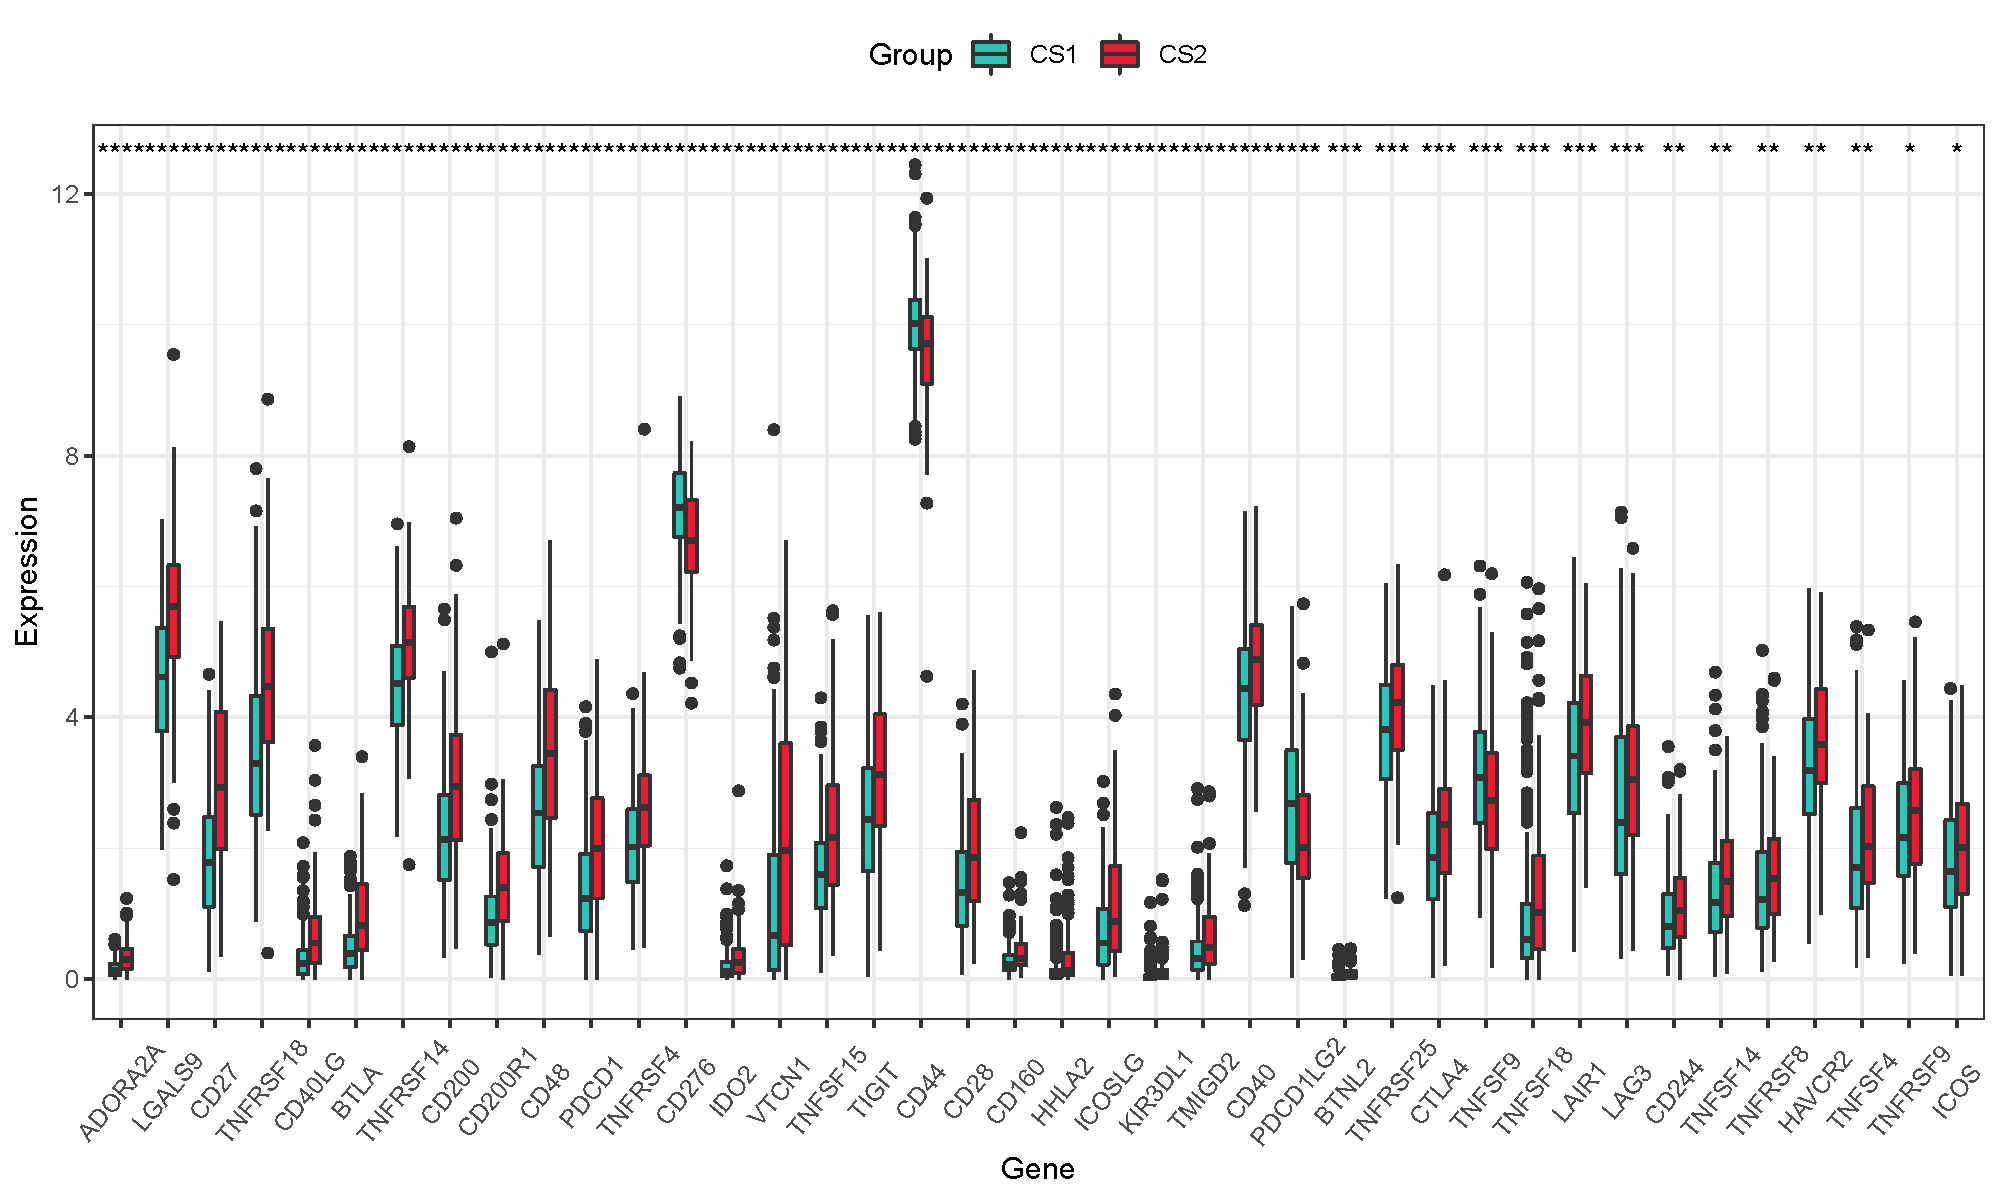 Group CS1 CS2
**** **** **** **** **** **** **** **** **** **** **** **** **** **** **** **** **** **** **** **** **** **** **** **** **** **** *** *** *** *** *** *** *** ** ** ** ** ** * *
12
8
4
0
Expression
ADORA2A
LGALS9
CD27
TNFRSF18
CD40LG
BTLA
TNFRSF14
CD200
CD200R1
CD48
PDCD1
TNFRSF4
CD276
IDO2
VTCN1
TNFSF15
TIGIT
CD44
CD28
CD160
HHLA2
ICOSLG
KIR3DL1
TMIGD2
CD40
PDCD1LG2
BTNL2
TNFRSF25
CTLA4
TNFSF9
TNFSF18
LAIR1
LAG3
CD244
TNFSF14
TNFRSF8
HAVCR2
TNFSF4
TNFRSF9
ICOS
Gene